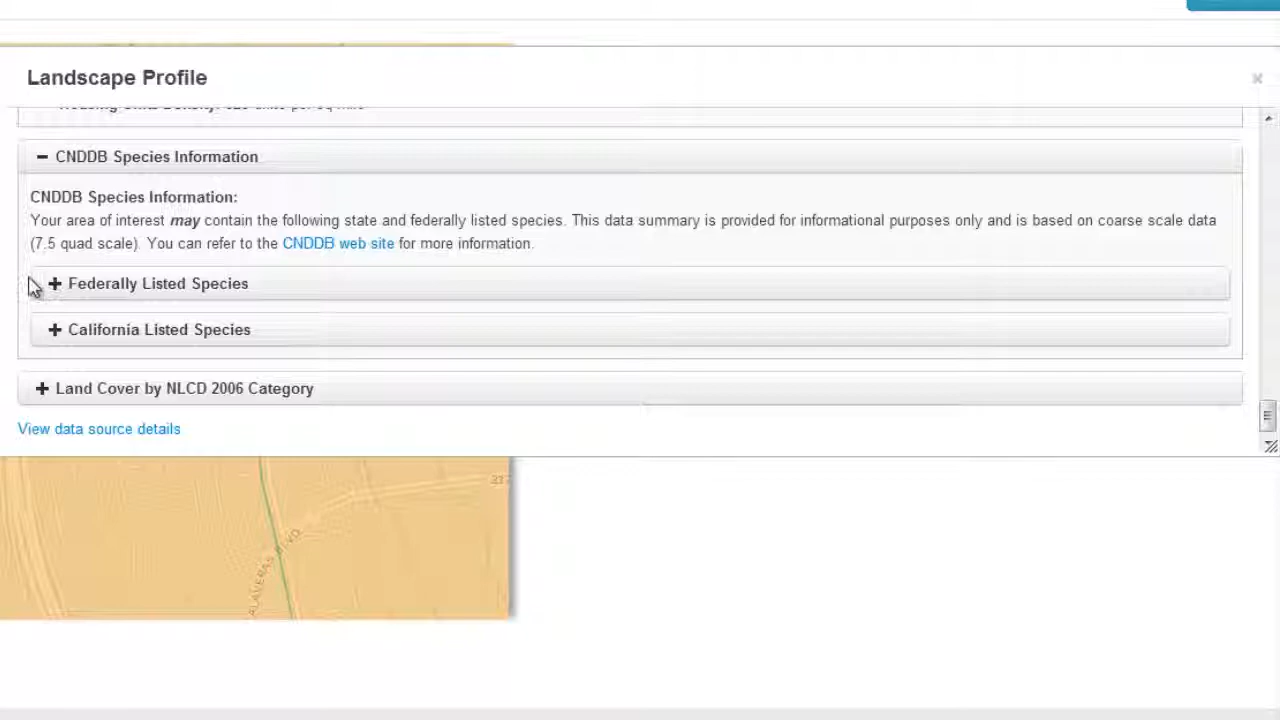 Landscape Profile
×
CNDDB Species Information
CNDDB Species Information:
Your area of interest may contain the following state and federally listed species. This data summary is provided for informational purposes only and is based on coarse scale data
(7.5 quad scale). You can refer to the CNDDB web site for more information.
Federally Listed Species
California Listed Species
Land Cover by NLCD 2006 Category
View data source details
237
ALAVERAS BLVD